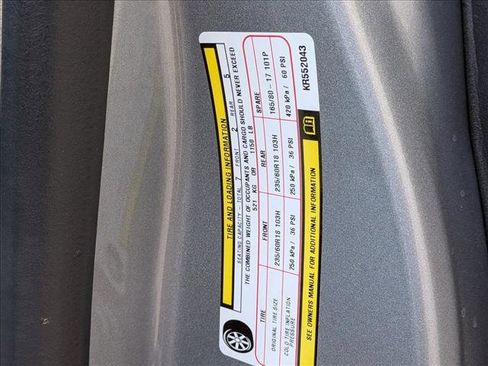 TIRE AND LOADING INFORMATION
SEATING CAPACITY - TOTAL 7 FRONT 2 REAR 5
THE COMBINED WEIGHT OF OCCUPANTS AND CARGO SHOULD NEVER EXCEED
521 KG OR 1150 LB
TIRE FRONT REAR SPARE
ORIGINAL TIRE SIZE 235/60R18 103H 235/60R18 103H 165/80-17 101P
COLD TIRE INFLATION PRESSURE 250 kPa / 36 PSI 250 kPa / 36 PSI 420 kPa / 60 PSI
SEE OWNERS MANUAL FOR ADDITIONAL INFORMATION
KR552043